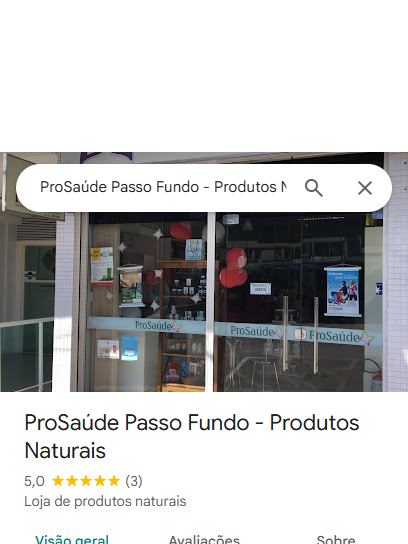 ProSaúde Passo Fundo - Produtos N
ProSaúde
ProSaúde
ProSaúde
ProSaúde Passo Fundo - Produtos
Naturais
5,0 (3)
Loja de produtos naturais
Visão geral Avaliações Sobre